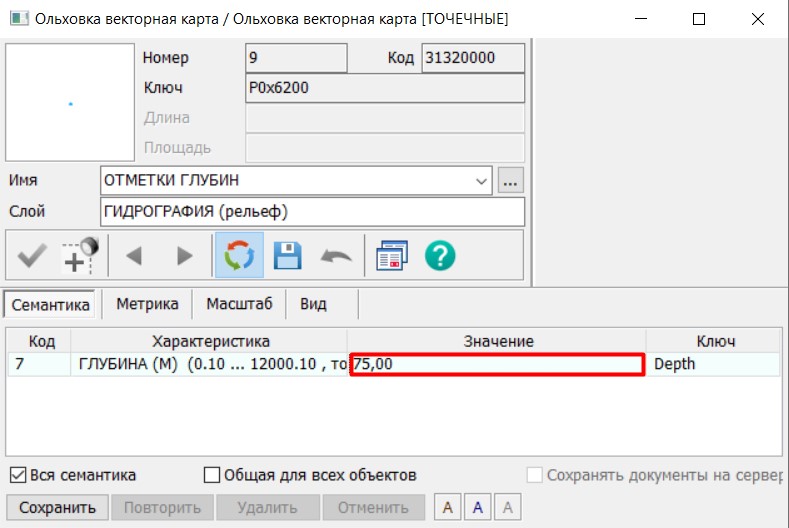 Ольховка векторная карта / Ольховка векторная карта [ТОЧЕЧНЫЕ]
Номер 9 Код 31320000
Ключ P0x6200
Длина
Площадь
Имя ОТМЕТКИ ГЛУБИН ...
Слой ГИДРОГРАФИЯ (рельеф)
?
Семантика Метрика Масштаб Вид
Код Характеристика Значение Ключ
7 ГЛУБИНА (М) (0.10 ... 12000.10 , то 75,00 Depth
Вся семантика Общая для всех объектов Сохранять документы на сервер
Сохранить Повторить Удалить Отменить A A A